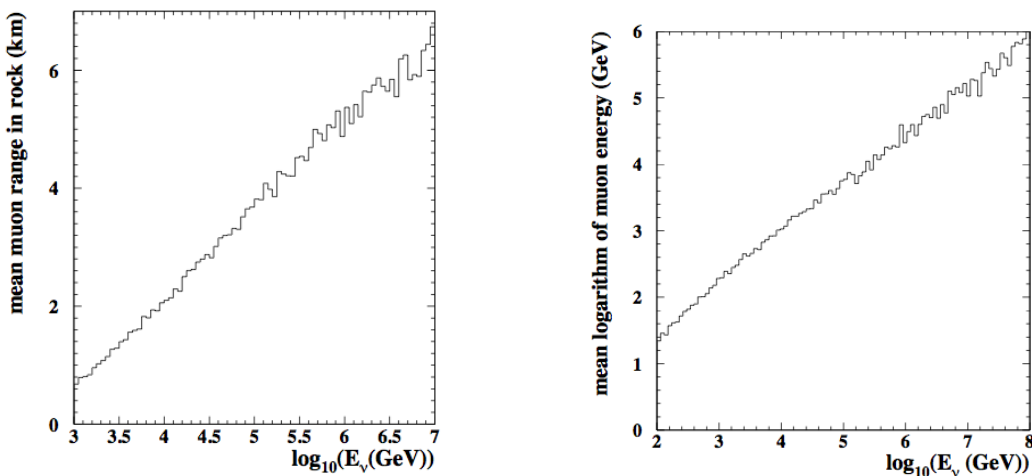 mean muon range in rock (km)
6
4
2
0
3 3.5 4 4.5 5 5.5 6 6.5 7
log10(Eν(GeV))
mean logarithm of muon energy (GeV)
6
5
4
3
2
1
0
2 3 4 5 6 7 8
log10(Eν (GeV))